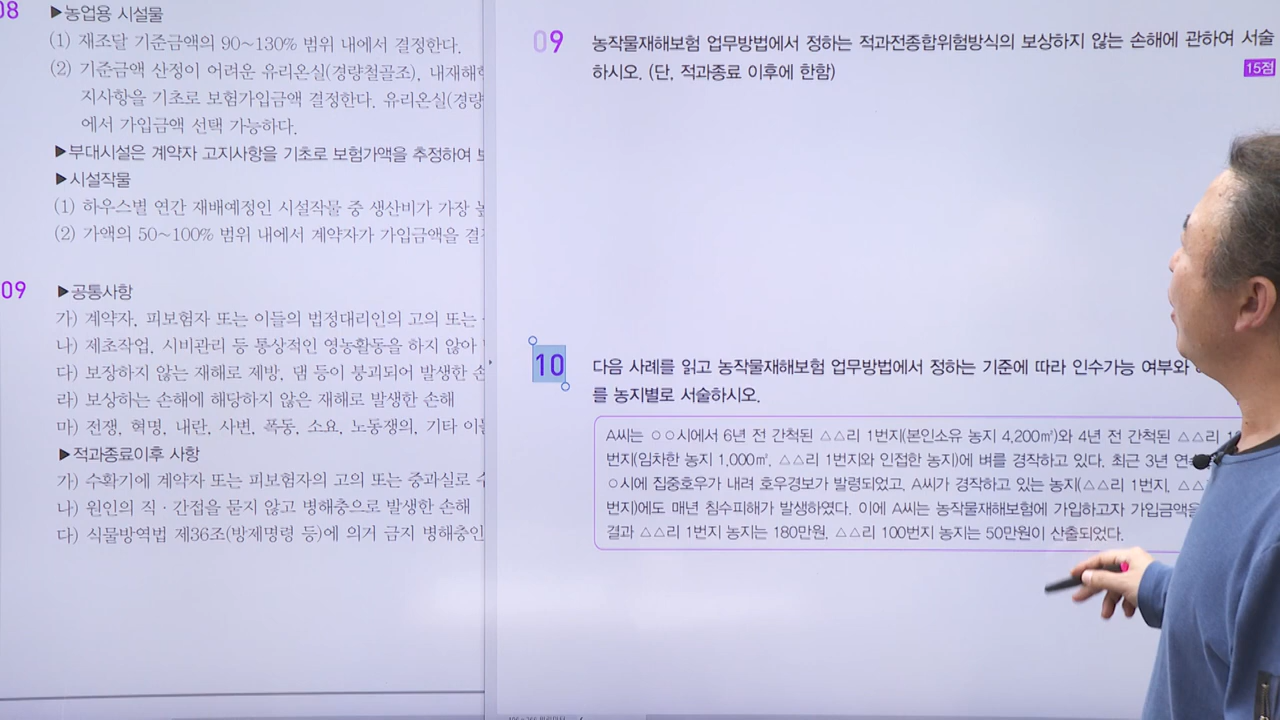 08
▶농업용 시설물
(1) 재조달 기준금액의 90~130% 범위 내에서 결정한다.
(2) 기준금액 산정이 어려운 유리온실(경량철골조), 내재해
지사항을 기초로 보험가입금액 결정한다. 유리온실(경량
에서 가입금액 선택 가능하다.
▶부대시설은 계약자 고지사항을 기초로 보험가액을 추정하여
▶시설작물
(1) 하우스별 연간 재배예정인 시설작물 중 생산비가 가장
(2) 가액의 50~100% 범위 내에서 계약자가 가입금액을
09
▶공통사항
가) 계약자, 피보험자 또는 이들의 법정대리인의 고의 또는
나) 제초작업, 시비관리 등 통상적인 영농활동을 하지 않아
다) 보장하지 않는 재해로 제방, 댐 등이 붕괴되어 발생한
라) 보상하는 손해에 해당하지 않은 재해로 발생한 손해
마) 전쟁, 혁명, 내란, 사변, 폭동, 소요, 노동쟁의, 기타
▶적과종료이후 사항
가) 수확기에 계약자 또는 피보험자의 고의 또는 중과실로
나) 원인의 직·간접을 묻지 않고 병해충으로 발생한 손해
다) 식물방역법 제36조(방제명령 등)에 의거 금지 병해충인
09 농작물재해보험 업무방법에서 정하는 적과전종합위험방식의 보상하지 않는 손해에 관하여 서술
하시오. (단, 적과종료 이후에 한함)
15점
10 다음 사례를 읽고 농작물재해보험 업무방법에서 정하는 기준에 따라 인수가능 여부와
를 농지별로 서술하시오.
A씨는 ○○시에서 6년 전 간척된 △△리 1번지(본인소유 농지 4,200㎡)와 4년 전 간척된 △△리
번지(임차한 농지 1,000㎡, △△리 1번지와 인접한 농지)에 벼를 경작하고 있다. 최근 3년
○시에 집중호우가 내려 호우경보가 발령되었고, A씨가 경작하고 있는 농지(△△리 1번지, △△
번지)에도 매년 침수피해가 발생하였다. 이에 A씨는 농작물재해보험에 가입하고자 가입금액을
결과 △△리 1번지 농지는 180만원, △△리 100번지 농지는 50만원이 산출되었다.